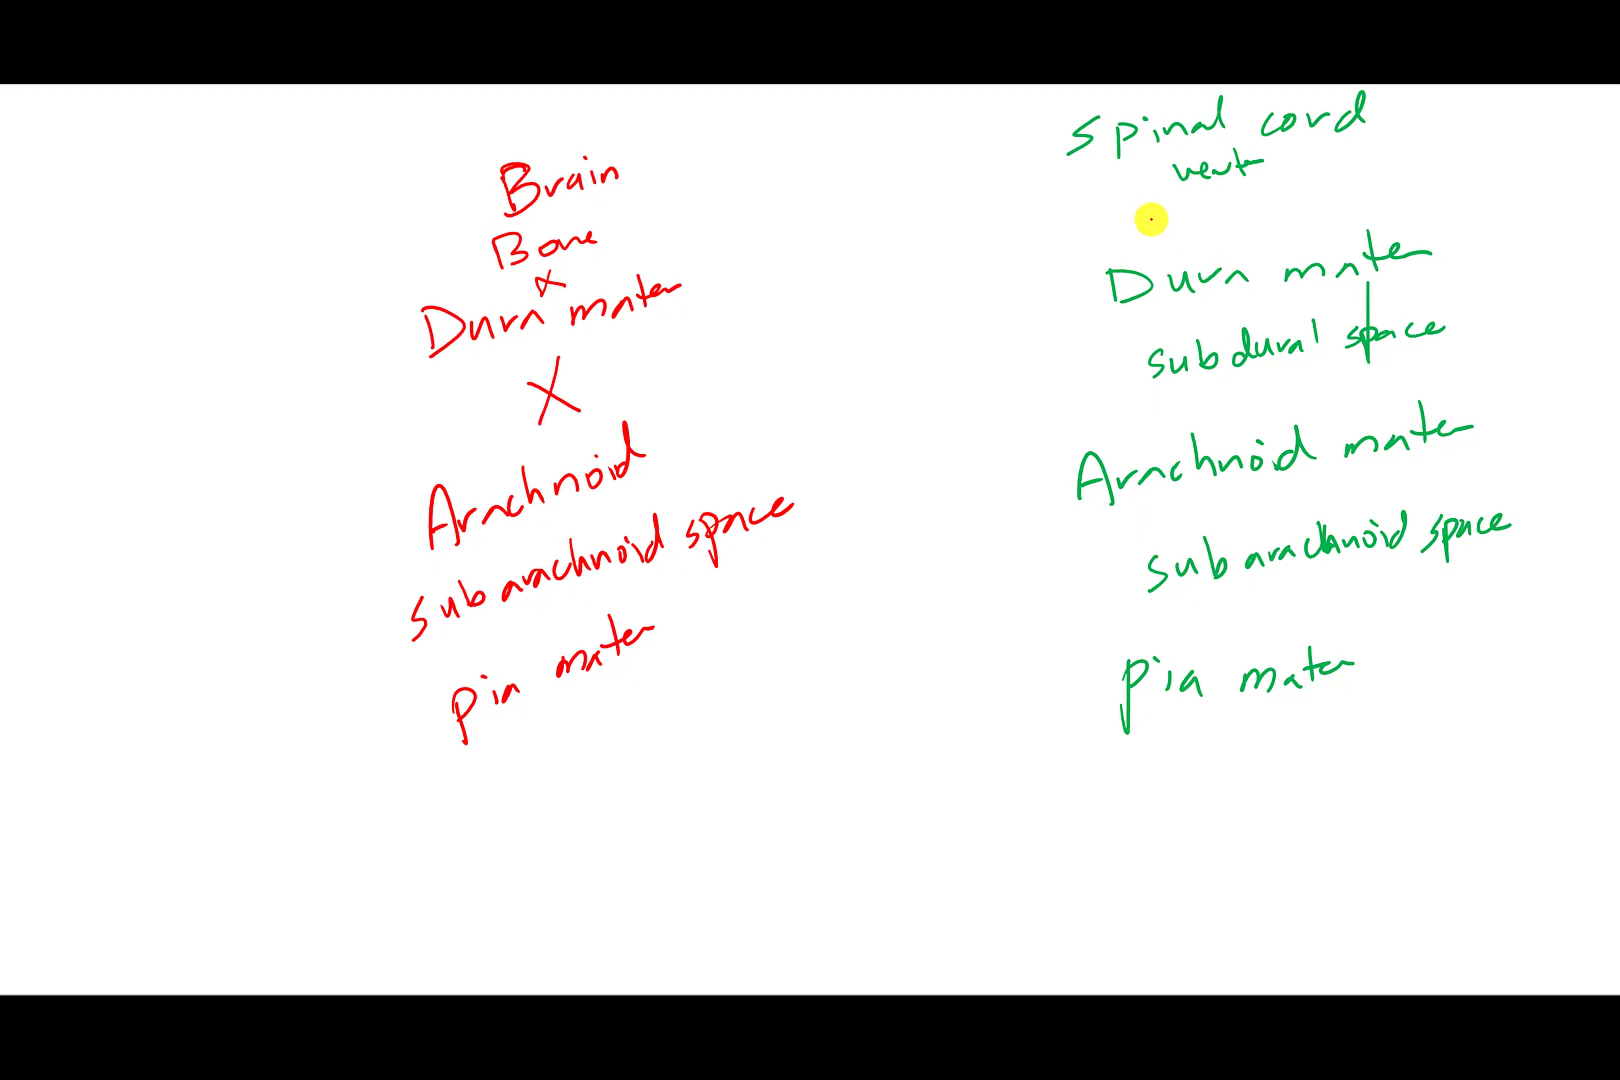 Brain
Bone
x
Dura mater
X
Arachnoid
subarachnoid space
pia mater
spinal cord
vert
Dura mater
subdural space
Arachnoid mater
subarachnoid space
pia mater